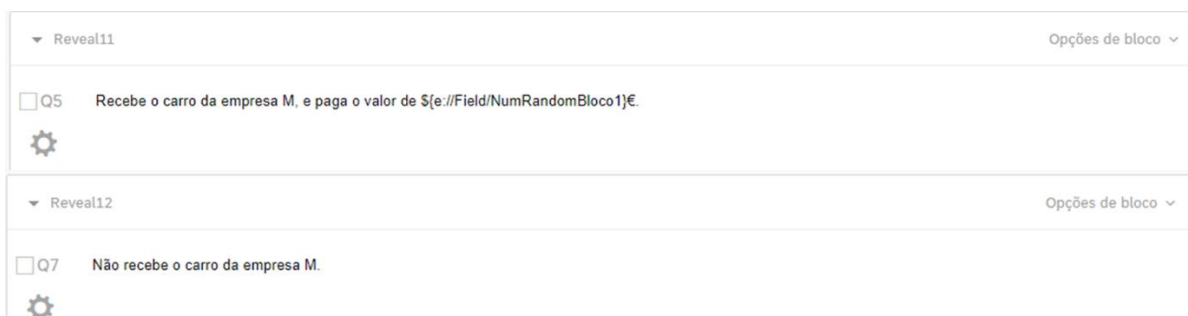 Reveal11 Opções de bloco
Q5 Recebe o carro da empresa M, e paga o valor de ${e://Field/NumRandomBloco1}€.
Reveal12 Opções de bloco
Q7 Não recebe o carro da empresa M.